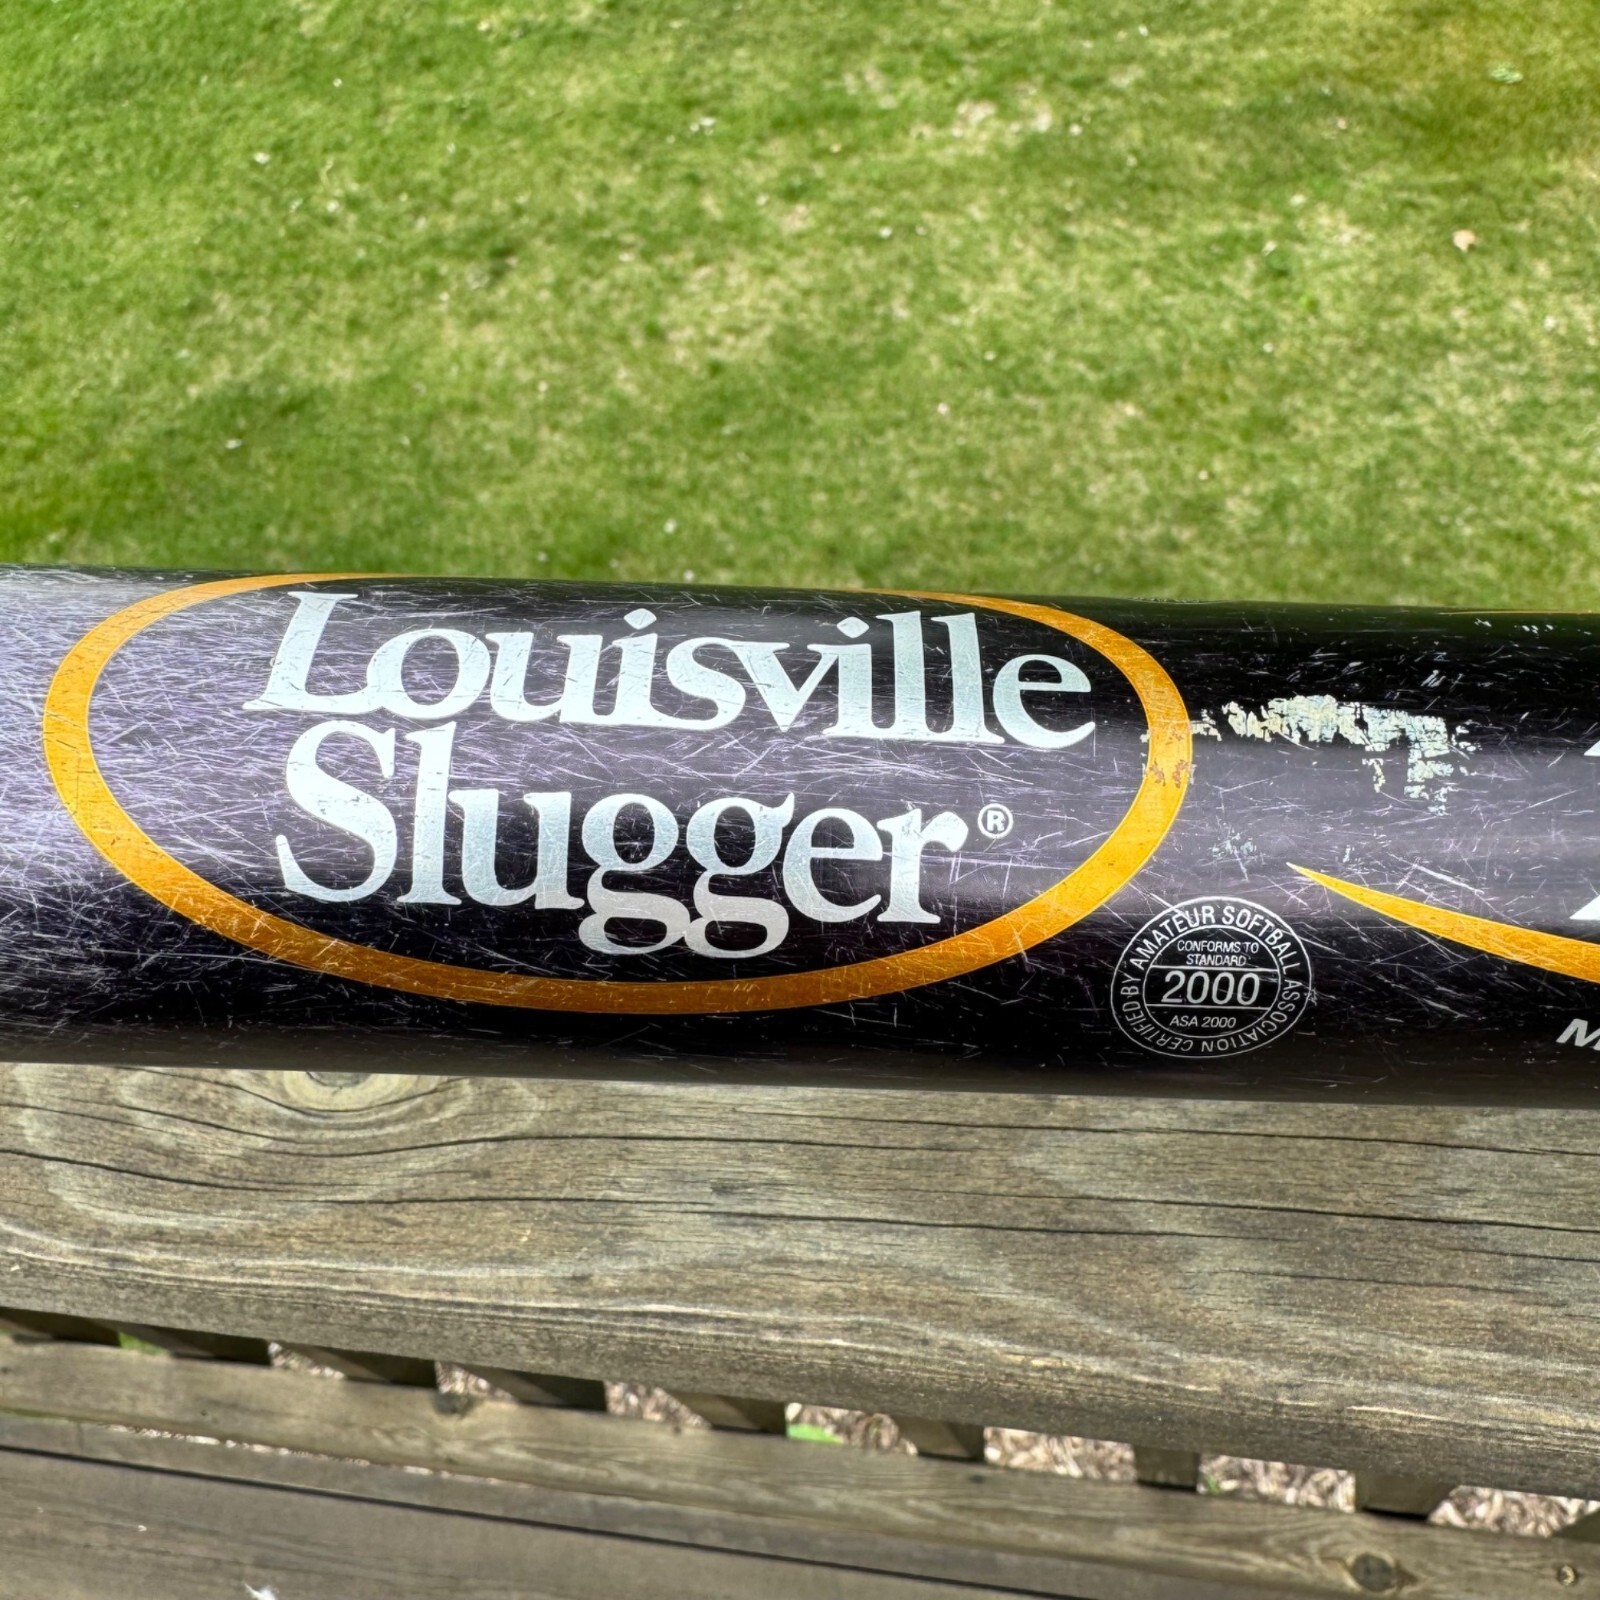 Louisville
Slugger®
CERTIFIED BY AMATEUR SOFTBALL ASSOCIATION
CONFORMS TO
STANDARD
2000
ASA 2000